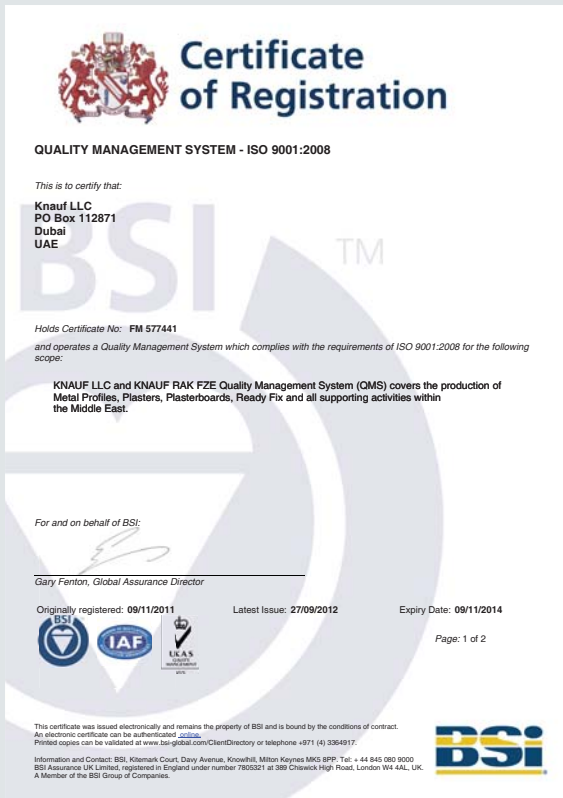 Certificate
of Registration
QUALITY MANAGEMENT SYSTEM - ISO 9001:2008
This is to certify that:
Knauf LLC
PO Box 112871
Dubai
UAE
BSI
TM
Holds Certificate No: FM 577441
and operates a Quality Management System which complies with the requirements of ISO 9001:2008 for the following
scope:
KNAUF LLC and KNAUF RAK FZE Quality Management System (QMS) covers the production of
Metal Profiles, Plasters, Plasterboards, Ready Fix and all supporting activities within
the Middle East.
For and on behalf of BSI:
Gary Fenton, Global Assurance Director
Originally registered: 09/11/2011 Latest Issue: 27/09/2012 Expiry Date: 09/11/2014
Page: 1 of 2
BSI
IAF
UKAS
QUALITY
MANAGEMENT
This certificate was issued electronically and remains the property of BSI and is bound by the conditions of contract.
An electronic certificate can be authenticated online.
Printed copies can be validated at www.bsi-global.com/ClientDirectory or telephone +971 (4) 3364917.
Information and Contact: BSI, Kitemark Court, Davy Avenue, Knowlhill, Milton Keynes MK5 8PP. Tel: + 44 845 080 9000
BSI Assurance UK Limited, registered in England under number 7805321 at 389 Chiswick High Road, London W4 4AL, UK.
A Member of the BSI Group of Companies.
bsi.